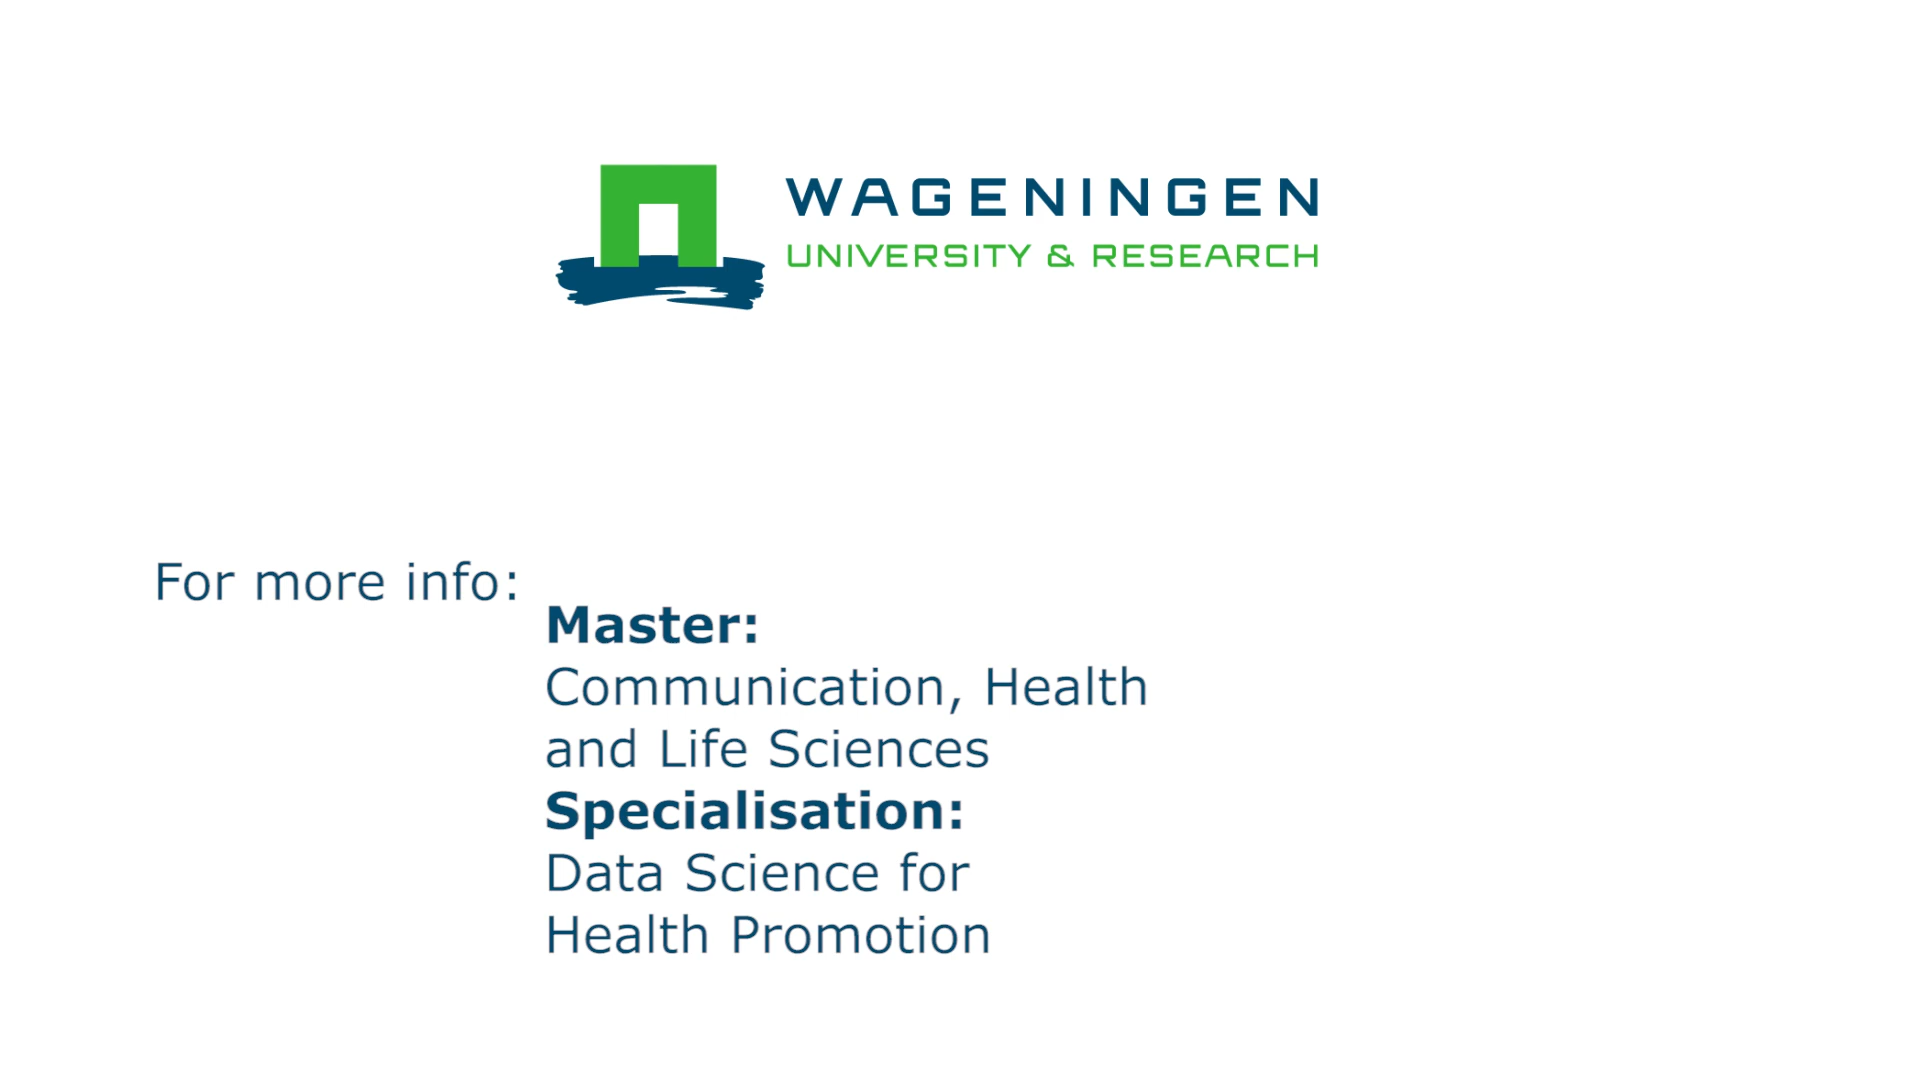 WAGENINGEN
UNIVERSITY & RESEARCH
For more info:
Master:
Communication, Health
and Life Sciences
Specialisation:
Data Science for
Health Promotion